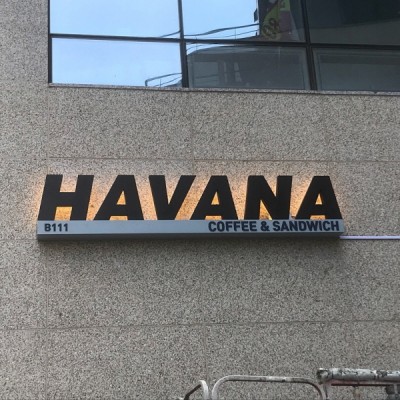 HAVANA
B111 COFFEE & SANDWICH